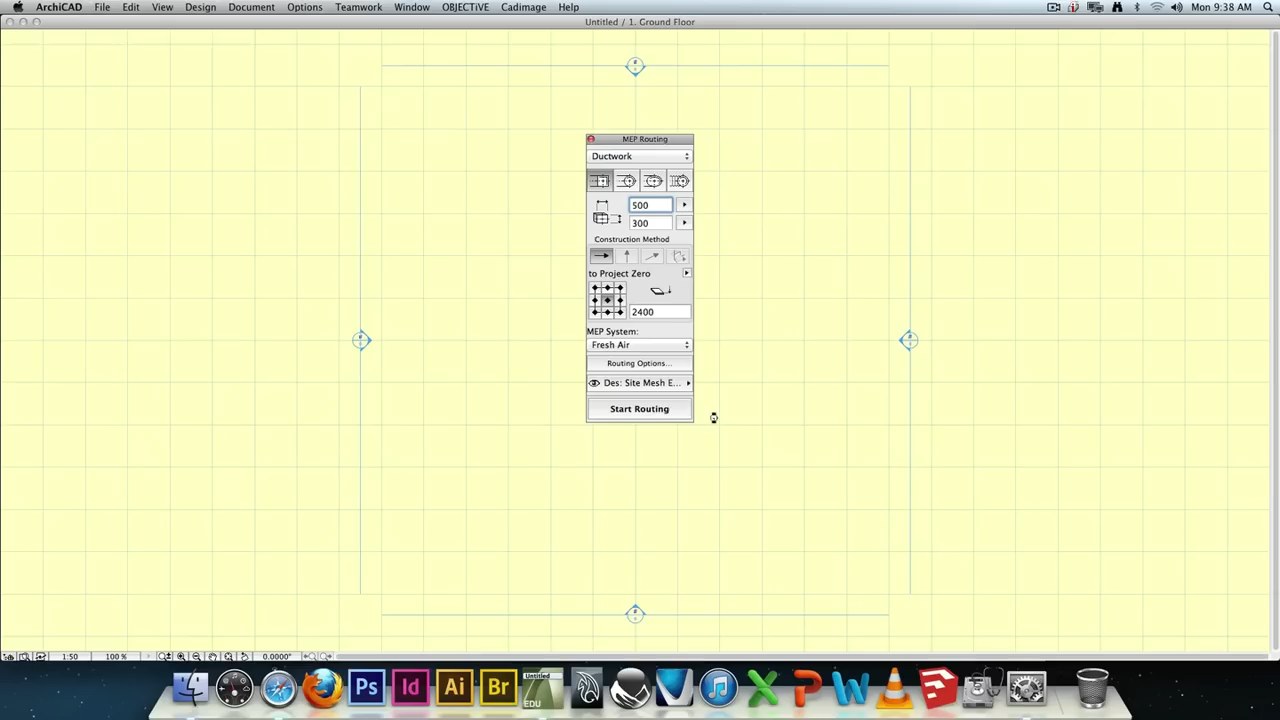 ArchiCAD File Edit View Design Document Options Teamwork Window OBJECTiVE Cadimage Help Mon 9:38 AM
Untitled / 1. Ground Floor
MEP Routing
Ductwork
500
300
Construction Method
to Project Zero
2400
MEP System:
Fresh Air
Routing Options...
Des: Site Mesh E...
Start Routing
1:50 100 % 0.0000°
Ps Id Ai Br Untitled
EDU